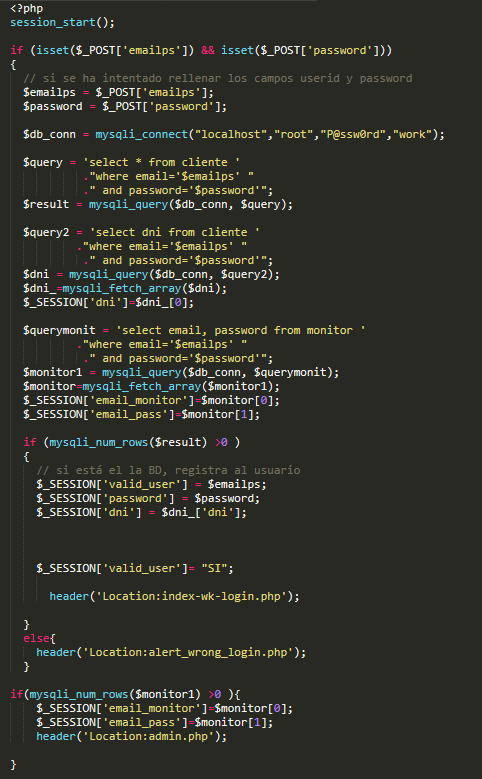 <?php
session_start();
if (isset($_POST['emailps']) && isset($_POST['password']))
{
// si se ha intentado rellenar los campos userid y password
$emailps = $_POST['emailps'];
$password = $_POST['password'];
$db_conn = mysqli_connect("localhost","root","P@ssw0rd","work");
$query = 'select * from cliente '
."where email='$emailps' "
." and password='$password'";
$result = mysqli_query($db_conn, $query);
$query2 = 'select dni from cliente '
."where email='$emailps' "
." and password='$password'";
$dni = mysqli_query($db_conn, $query2);
$dni_=mysqli_fetch_array($dni);
$_SESSION['dni']=$dni_[0];
$querymonit = 'select email, password from monitor '
."where email='$emailps' "
." and password='$password'";
$monitor1 = mysqli_query($db_conn, $querymonit);
$monitor=mysqli_fetch_array($monitor1);
$_SESSION['email_monitor']=$monitor[0];
$_SESSION['email_pass']=$monitor[1];
if (mysqli_num_rows($result) >0 )
{
// si está el la BD, registra al usuario
$_SESSION['valid_user'] = $emailps;
$_SESSION['password'] = $password;
$_SESSION['dni'] = $dni_['dni'];
$_SESSION['valid_user']= "SI";
header('Location:index-wk-login.php');
}
else{
header('Location:alert_wrong_login.php');
}
if(mysqli_num_rows($monitor1) >0 ){
$_SESSION['email_monitor']=$monitor[0];
$_SESSION['email_pass']=$monitor[1];
header('Location:admin.php');
}